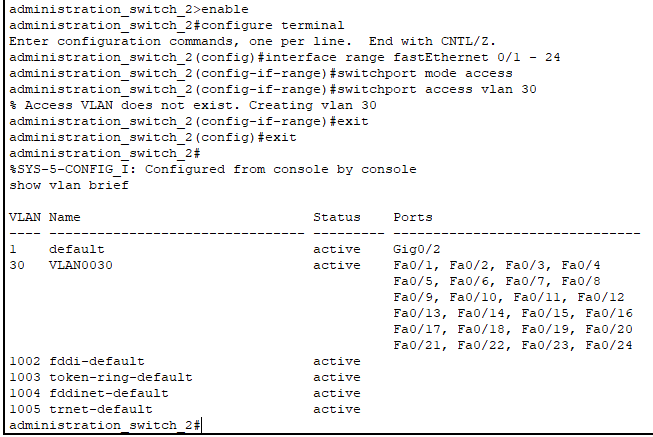 administration_switch_2>enable
administration_switch_2#configure terminal
Enter configuration commands, one per line.  End with CNTL/Z.
administration_switch_2(config)#interface range fastEthernet 0/1 - 24
administration_switch_2(config-if-range)#switchport mode access
administration_switch_2(config-if-range)#switchport access vlan 30
% Access VLAN does not exist. Creating vlan 30
administration_switch_2(config-if-range)#exit
administration_switch_2(config)#exit
administration_switch_2#
%SYS-5-CONFIG_I: Configured from console by console
show vlan brief

VLAN Name                             Status    Ports
---- -------------------------------- --------- -------------------------------
1    default                          active    Gig0/2
30   VLAN0030                         active    Fa0/1, Fa0/2, Fa0/3, Fa0/4
                                                Fa0/5, Fa0/6, Fa0/7, Fa0/8
                                                Fa0/9, Fa0/10, Fa0/11, Fa0/12
                                                Fa0/13, Fa0/14, Fa0/15, Fa0/16
                                                Fa0/17, Fa0/18, Fa0/19, Fa0/20
                                                Fa0/21, Fa0/22, Fa0/23, Fa0/24
1002 fddi-default                     active
1003 token-ring-default               active
1004 fddinet-default                  active
1005 trnet-default                    active
administration_switch_2#